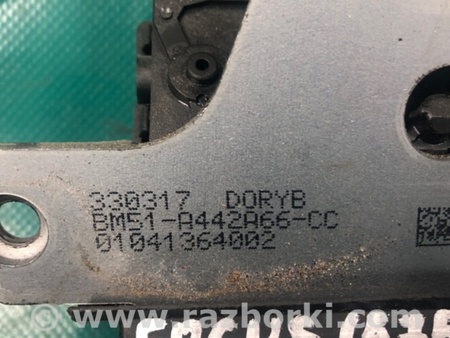 330317 DORYB
BM51-A442A66-CC
01041364002
www.razborki.com